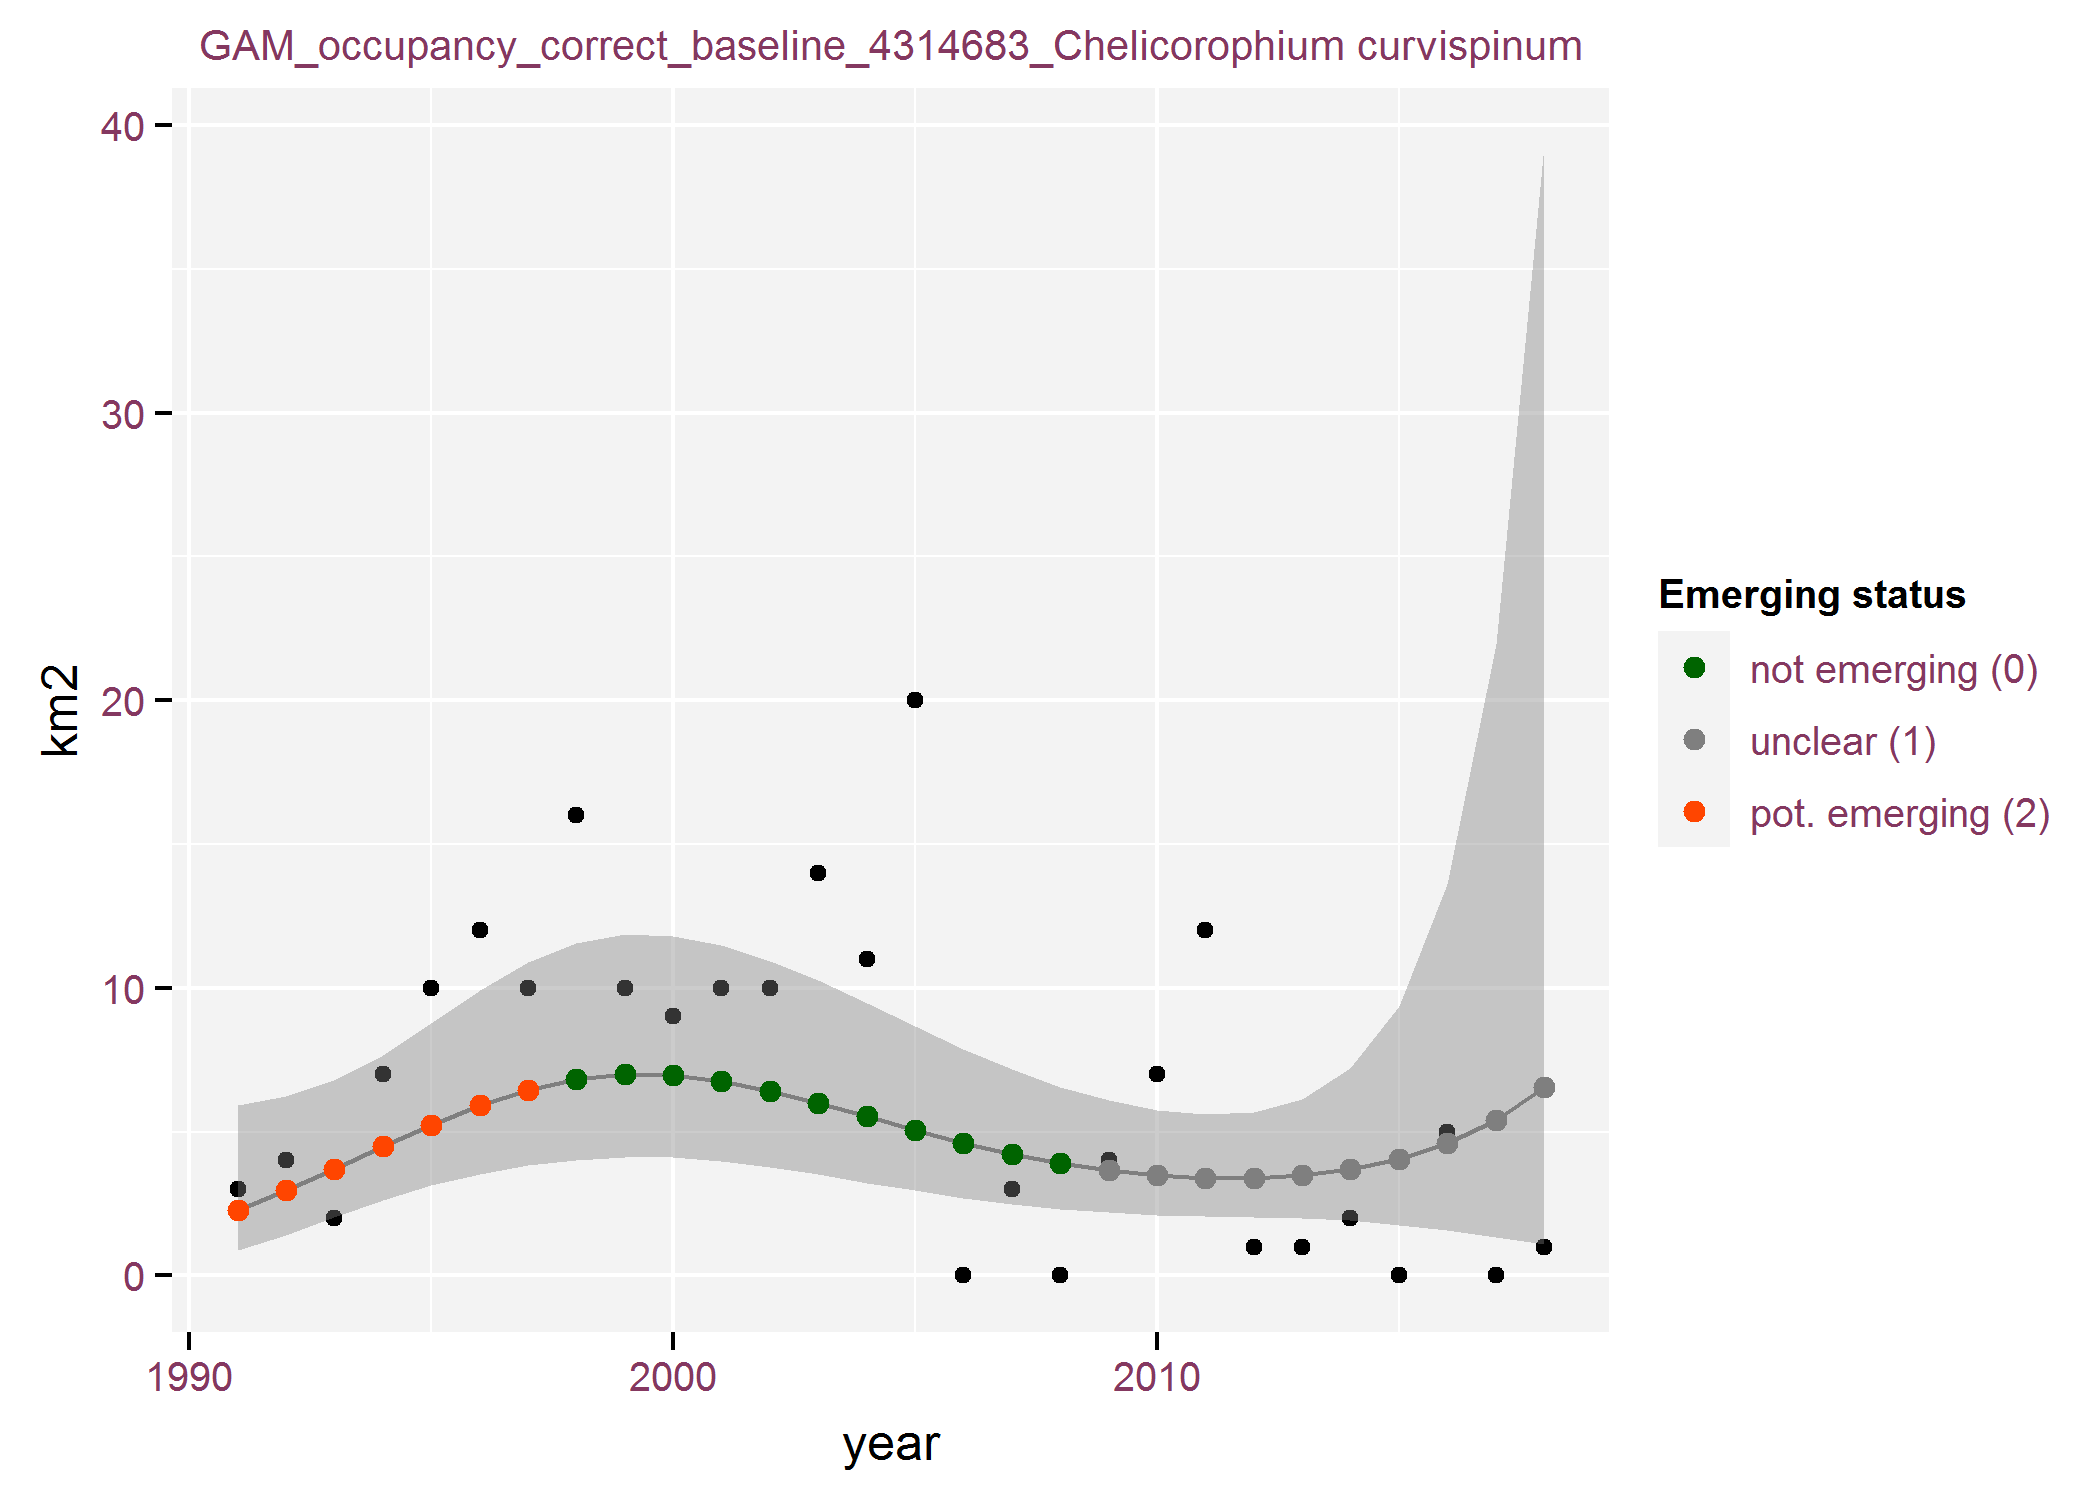 GAM_occupancy_correct_baseline_4314683_Chelicorophium curvispinum
40
30
20
10
0
km2
1990
2000
2010
year
Emerging status
not emerging (0)
unclear (1)
pot. emerging (2)